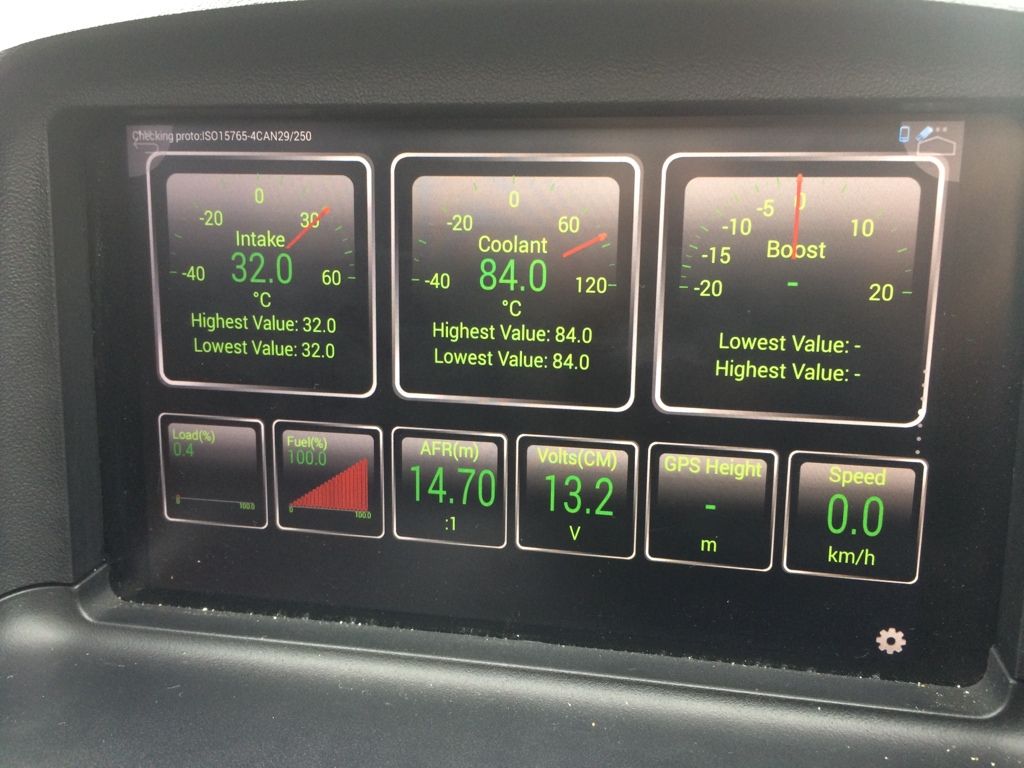 Checking proto:ISO15765-4CAN29/250
-40
-20
0
30
60
Intake
32.0
°C
Highest Value: 32.0
Lowest Value: 32.0
-40
-20
0
60
120
Coolant
84.0
°C
Highest Value: 84.0
Lowest Value: 84.0
-20
-15
-10
-5
0
10
20
Boost
-
Lowest Value: -
Highest Value: -
Load(%)
0.4
0
100.0
Fuel(%)
100.0
0
100.0
AFR(m)
14.70
:1
Volts(CM)
13.2
V
GPS Height
-
m
Speed
0.0
km/h